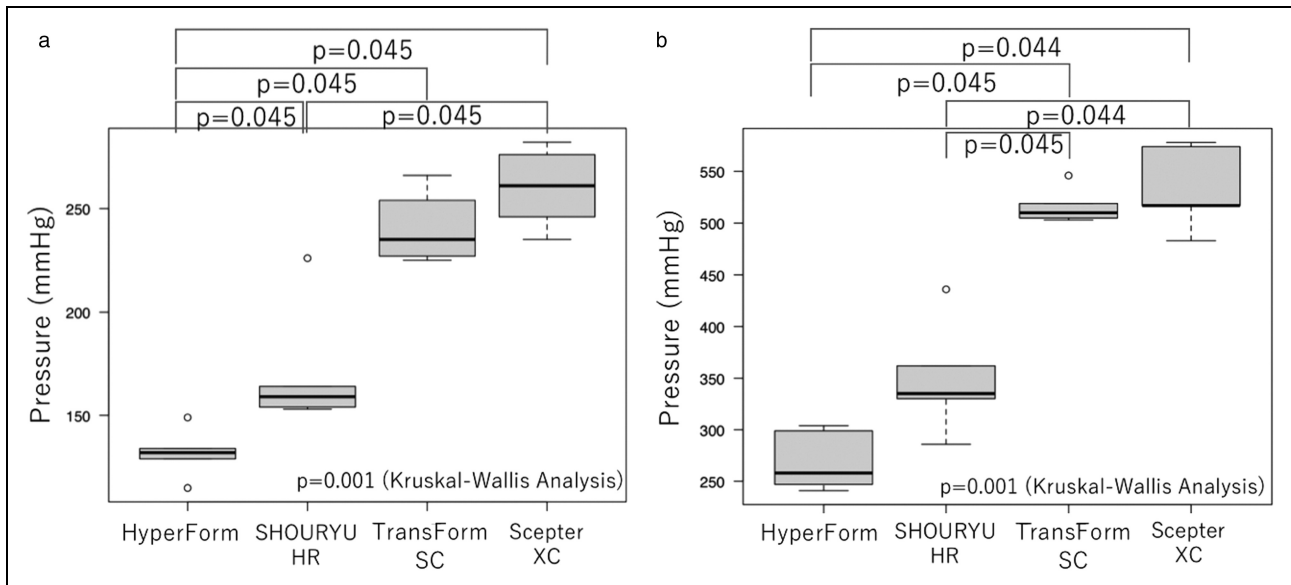 a
p=0.045
p=0.045
p=0.045
p=0.045
Pressure (mmHg)
250
200
150
p=0.001 (Kruskal-Wallis Analysis)
HyperForm
SHOURYU
HR
TransForm
SC
Scepter
XC
b
p=0.044
p=0.045
p=0.044
p=0.045
Pressure (mmHg)
550
500
450
400
350
300
250
p=0.001 (Kruskal-Wallis Analysis)
HyperForm
SHOURYU
HR
TransForm
SC
Scepter
XC